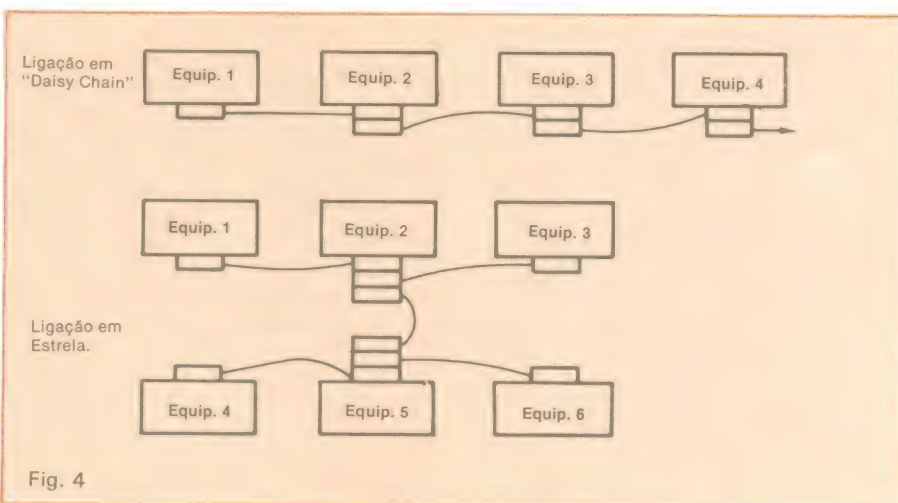 Ligação em
"Daisy Chain"
Equip. 1
Equip. 2
Equip. 3
Equip. 4
Equip. 1
Equip. 2
Equip. 3
Ligação em
Estrela.
Equip. 4
Equip. 5
Equip. 6
Fig. 4